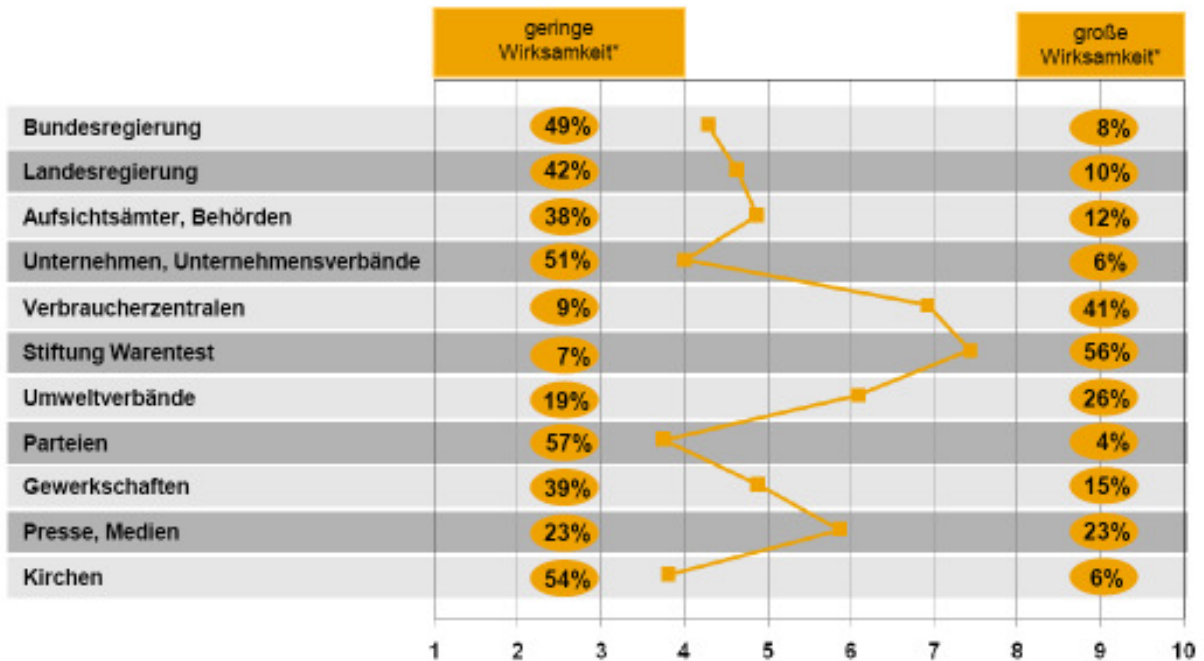 geringe
Wirksamkeit*
große
Wirksamkeit*
Bundesregierung 49% 8%
Landesregierung 42% 10%
Aufsichtsämter, Behörden 38% 12%
Unternehmen, Unternehmensverbände 51% 6%
Verbraucherzentralen 9% 41%
Stiftung Warentest 7% 56%
Umweltverbände 19% 26%
Parteien 57% 4%
Gewerkschaften 39% 15%
Presse, Medien 23% 23%
Kirchen 54% 6%
1 2 3 4 5 6 7 8 9 10